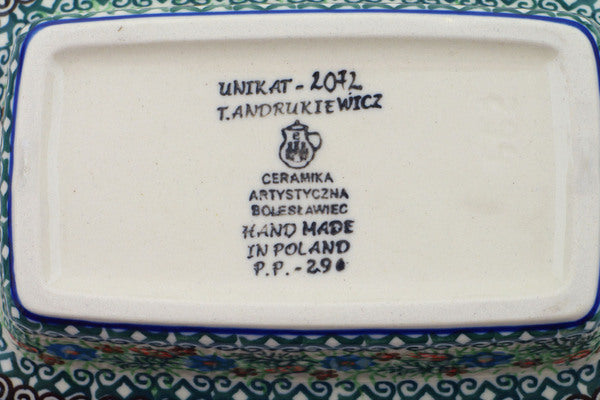 UNIKAT - 2072
T. ANDRUKIEWICZ
e
CERAMIKA
ARTYSTYCZNA
BOLESŁAWIEC
HAND MADE
IN POLAND
P.P. - 290